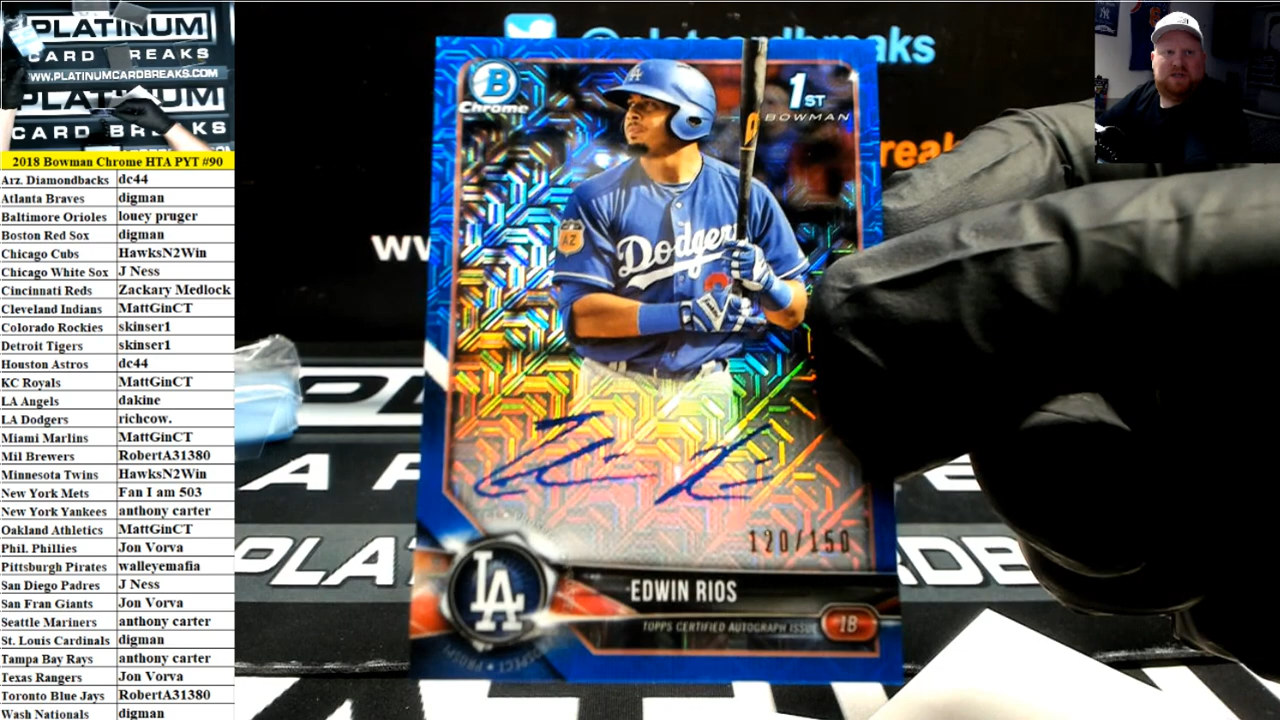 PLATINUM
CARD BREAKS
WWW.PLATINUMCARDBREAKS.COM
CARD BREAKS
2018 Bowman Chrome HTA PYT #90
Arz. Diamondbacks dc44
Atlanta Braves digman
Baltimore Orioles louey pruger
Boston Red Sox digman
Chicago Cubs HawksN2Win
Chicago White Sox J Ness
Cincinnati Reds Zackary Medlock
Cleveland Indians MattGinCT
Colorado Rockies skinser1
Detroit Tigers skinser1
Houston Astros dc44
KC Royals MattGinCT
LA Angels dakine
LA Dodgers richcow.
Miami Marlins MattGinCT
Mil Brewers RobertA31380
Minnesota Twins HawksN2Win
New York Mets Fan I am 503
New York Yankees anthony carter
Oakland Athletics MattGinCT
Phil. Phillies Jon Vorva
Pittsburgh Pirates walleyemafia
San Diego Padres J Ness
San Fran Giants Jon Vorva
Seattle Mariners anthony carter
St. Louis Cardinals digman
Tampa Bay Rays anthony carter
Texas Rangers Jon Vorva
Toronto Blue Jays RobertA31380
Wash Nationals digman
@platcardbreaks
B
Chrome
1ST
BOWMAN
LA
AZ
Dodgers
120/150
LA
EDWIN RIOS
TOPPS CERTIFIED AUTOGRAPH ISSUE
1B